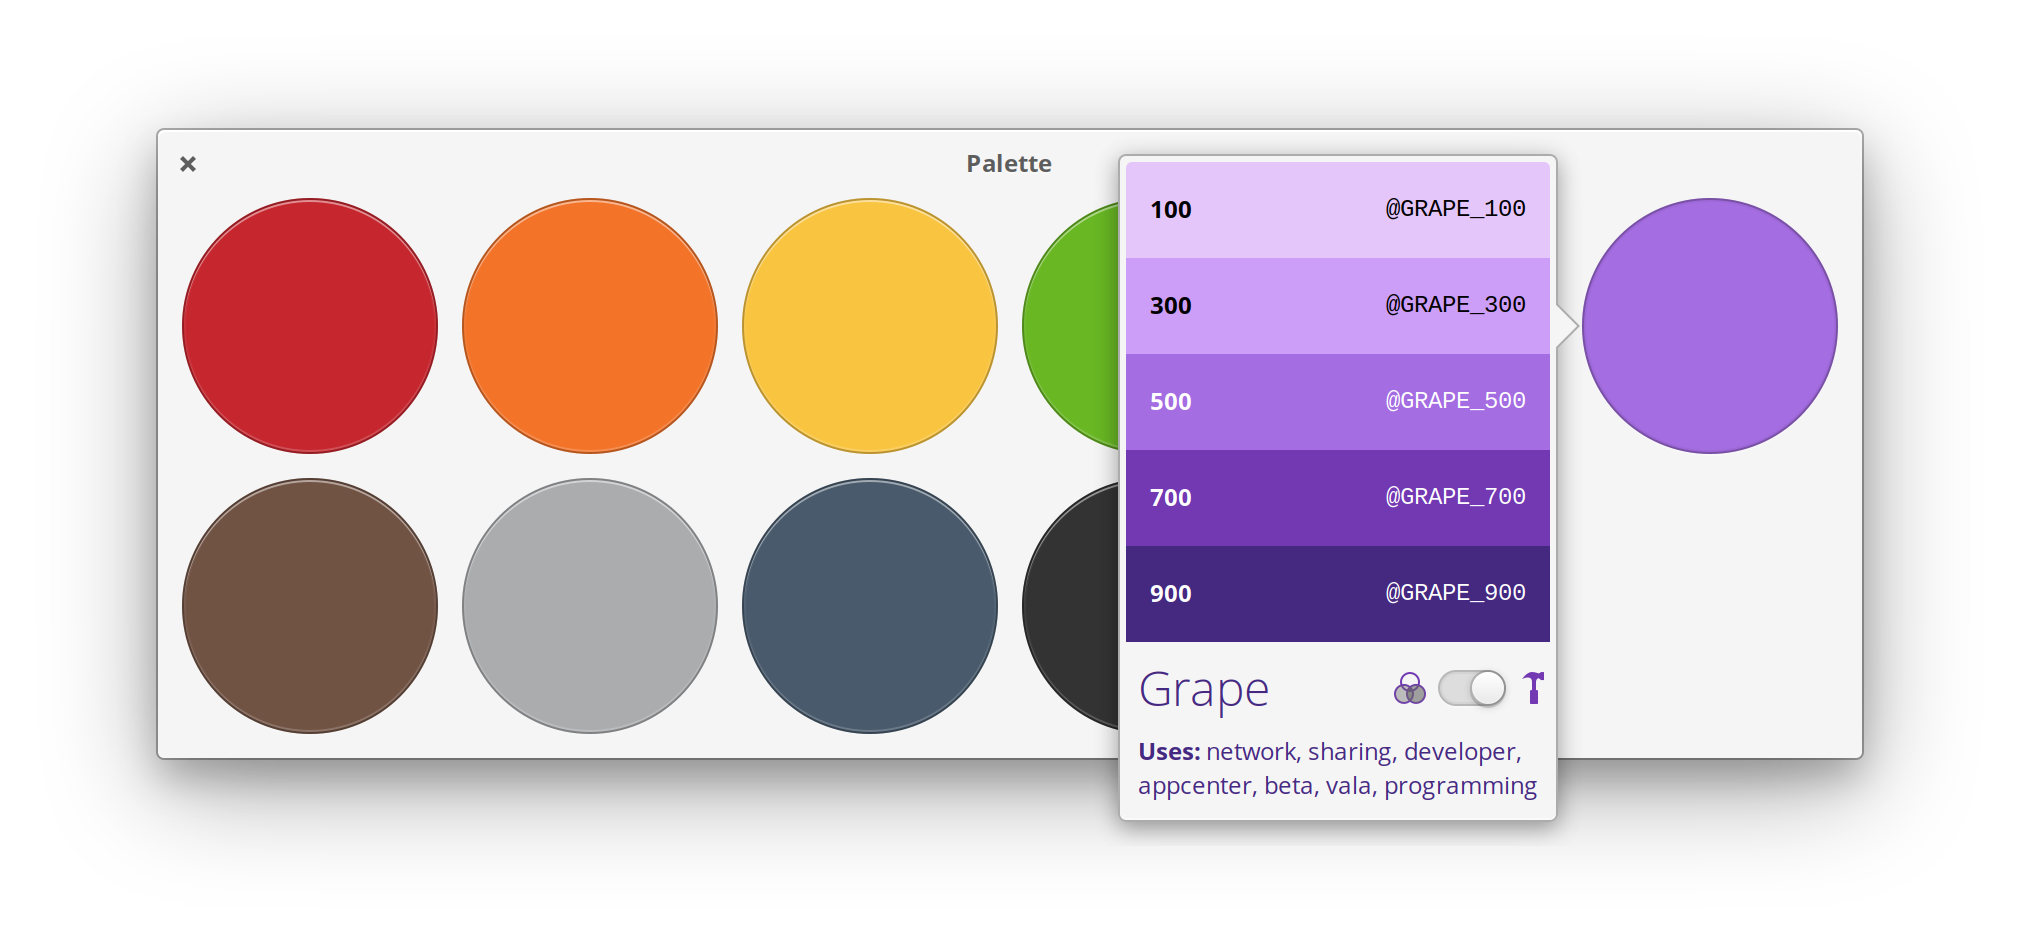 Palette
100 @GRAPE_100
300 @GRAPE_300
500 @GRAPE_500
700 @GRAPE_700
900 @GRAPE_900
Grape
Uses: network, sharing, developer,
appcenter, beta, vala, programming